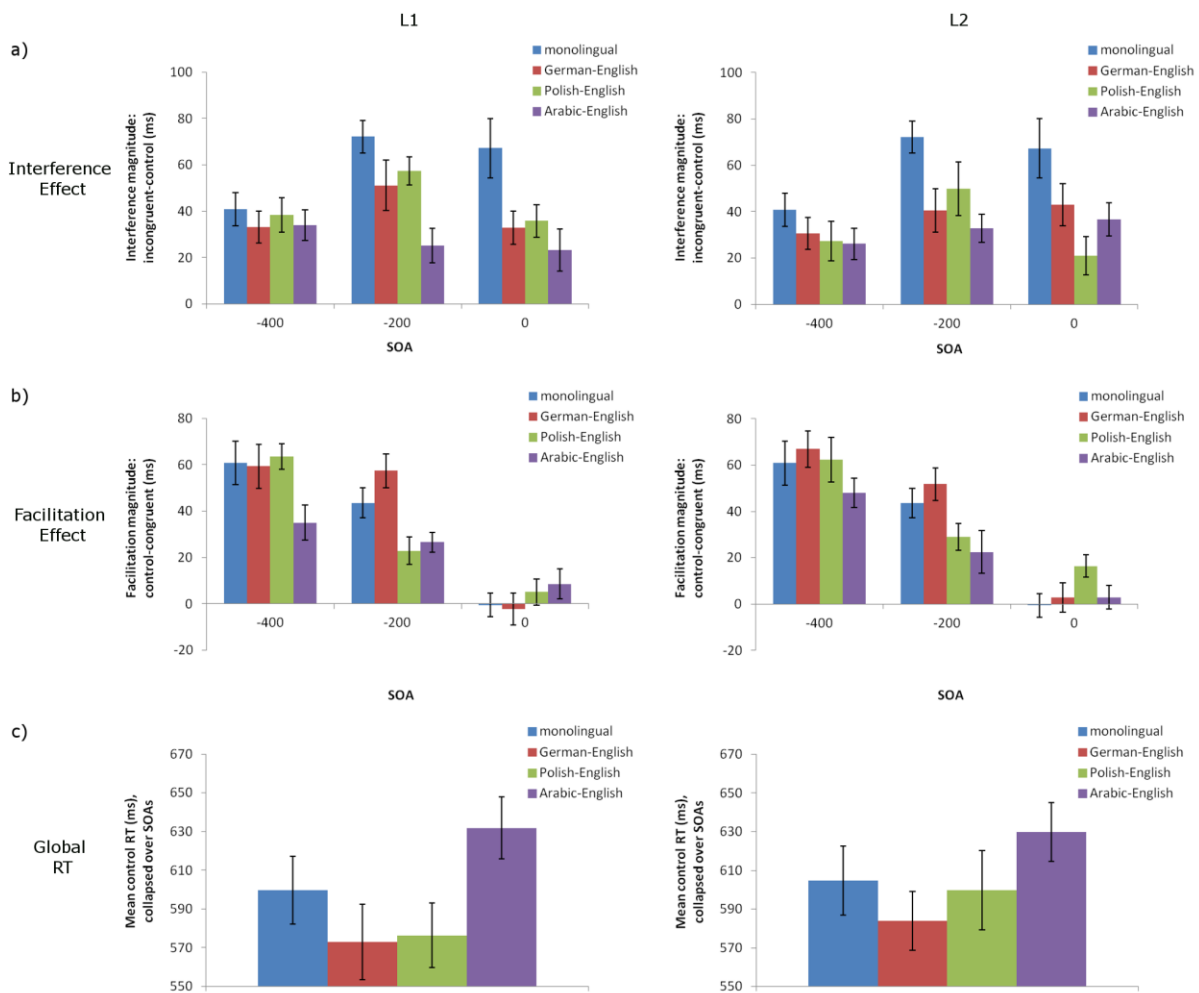 L1
L2
a)
Interference
Effect
Interference magnitude:
incongruent-control (ms)
100
80
60
40
20
0
-400
-200
0
SOA
monolingual
German-English
Polish-English
Arabic-English
Interference magnitude:
incongruent-control (ms)
100
80
60
40
20
0
-400
-200
0
SOA
monolingual
German-English
Polish-English
Arabic-English
b)
Facilitation
Effect
Facilitation magnitude:
control-congruent (ms)
80
60
40
20
0
-20
-400
-200
0
SOA
monolingual
German-English
Polish-English
Arabic-English
Facilitation magnitude:
control-congruent (ms)
80
60
40
20
0
-20
-400
-200
0
SOA
monolingual
German-English
Polish-English
Arabic-English
c)
Global
RT
Mean control RT (ms),
collapsed over SOAs
670
650
630
610
590
570
550
monolingual
German-English
Polish-English
Arabic-English
Mean control RT (ms),
collapsed over SOAs
670
650
630
610
590
570
550
monolingual
German-English
Polish-English
Arabic-English